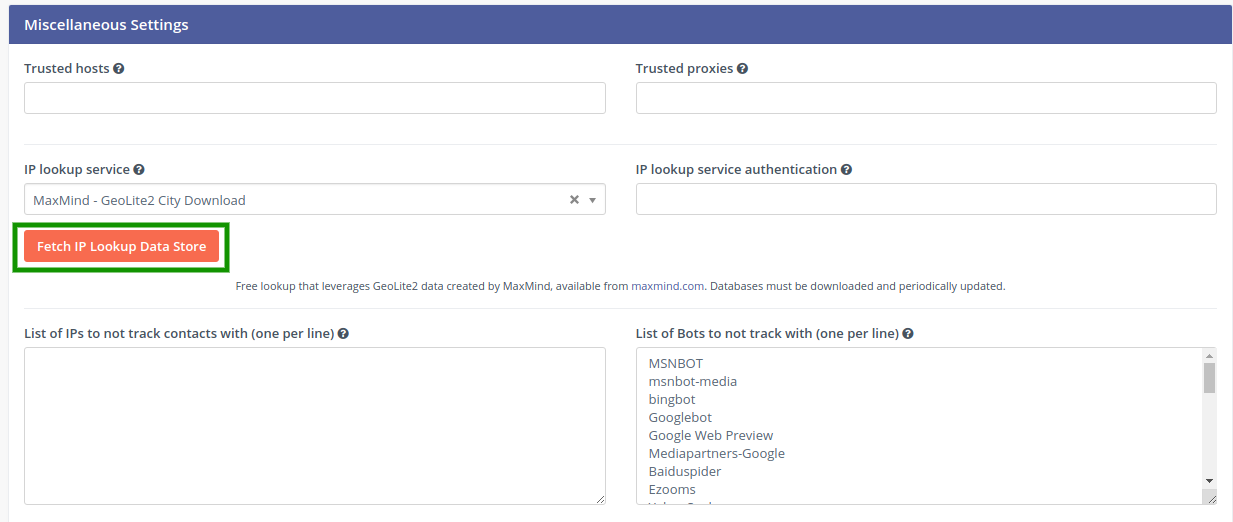 Miscellaneous Settings
Trusted hosts
Trusted proxies
IP lookup service
IP lookup service authentication
MaxMind - GeoLite2 City Download
Fetch IP Lookup Data Store
Free lookup that leverages GeoLite2 data created by MaxMind, available from maxmind.com. Databases must be downloaded and periodically updated.
List of IPs to not track contacts with (one per line)
List of Bots to not track with (one per line)
MSNBOT
msnbot-media
bingbot
Googlebot
Google Web Preview
Mediapartners-Google
Baiduspider
Ezooms